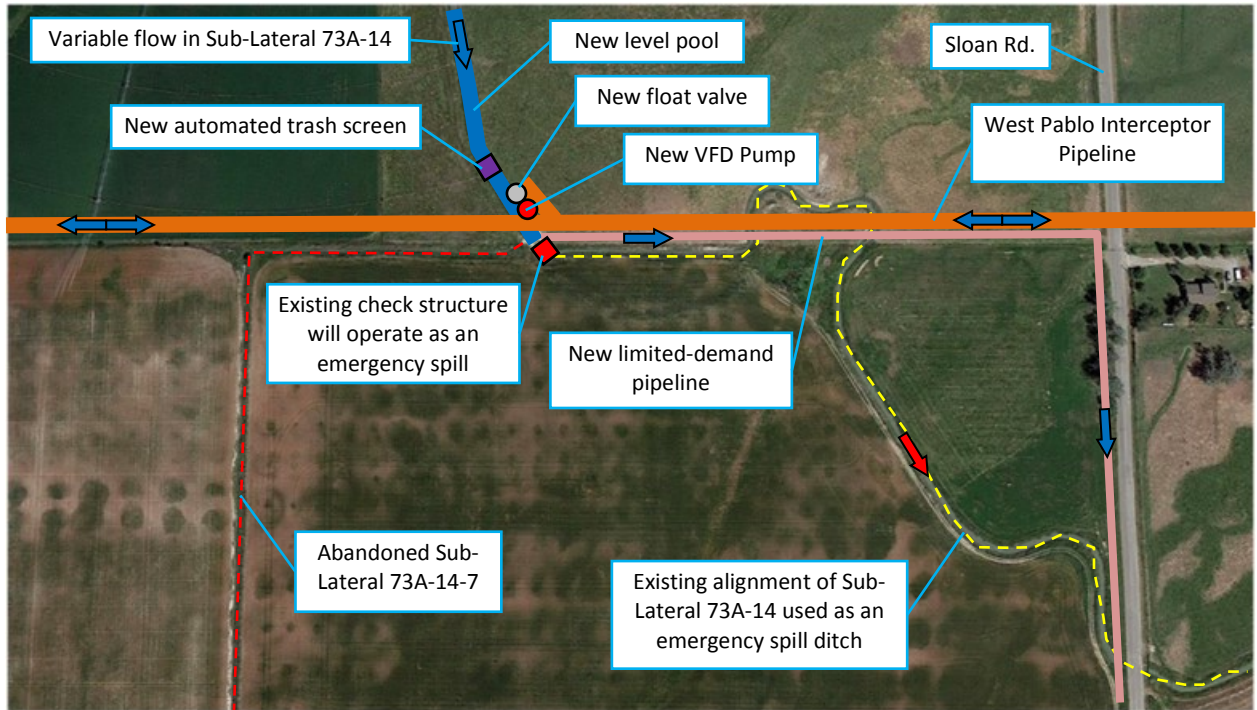 Variable flow in Sub-Lateral 73A-14
New level pool
Sloan Rd.
New float valve
New automated trash screen
West Pablo Interceptor
Pipeline
New VFD Pump
Existing check structure
will operate as an
emergency spill
New limited-demand
pipeline
Abandoned Sub-
Lateral 73A-14-7
Existing alignment of Sub-
Lateral 73A-14 used as an
emergency spill ditch